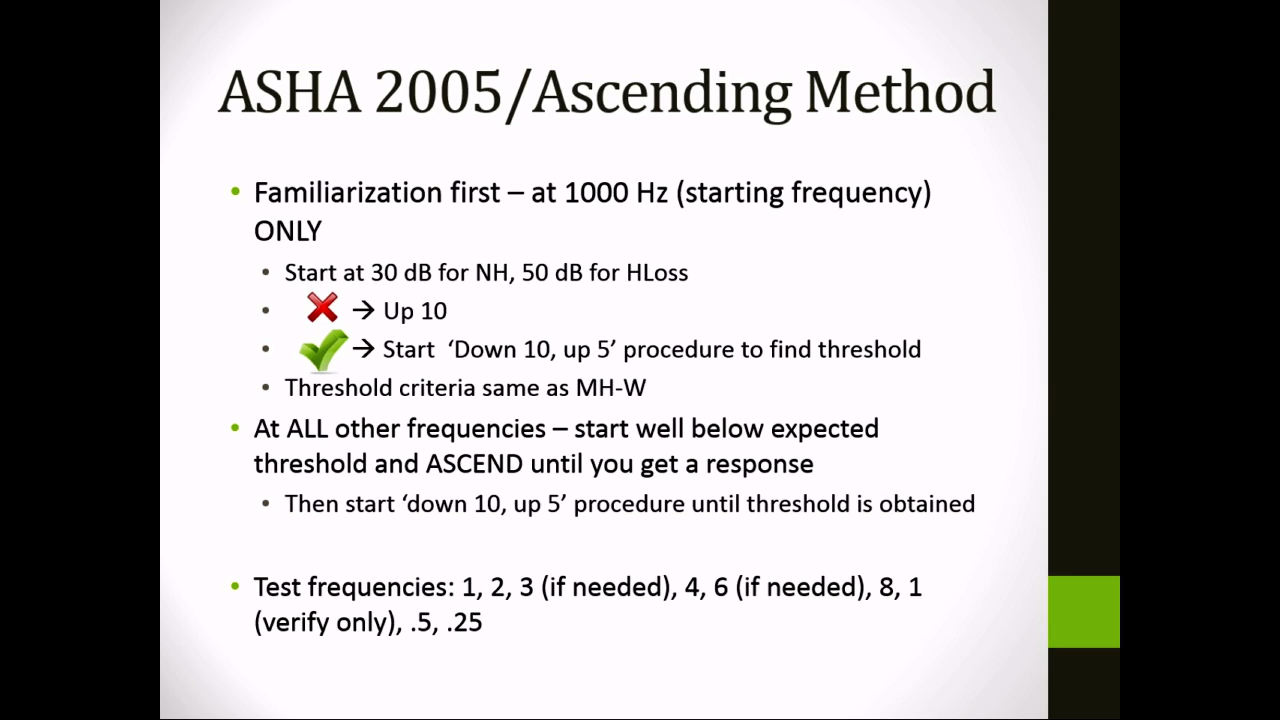 ASHA 2005/Ascending Method
• Familiarization first – at 1000 Hz (starting frequency)
ONLY
• Start at 30 dB for NH, 50 dB for HLoss
• ❌ → Up 10
• ✔ → Start ‘Down 10, up 5’ procedure to find threshold
• Threshold criteria same as MH-W
• At ALL other frequencies – start well below expected
threshold and ASCEND until you get a response
• Then start ‘down 10, up 5’ procedure until threshold is obtained
• Test frequencies: 1, 2, 3 (if needed), 4, 6 (if needed), 8, 1
(verify only), .5, .25